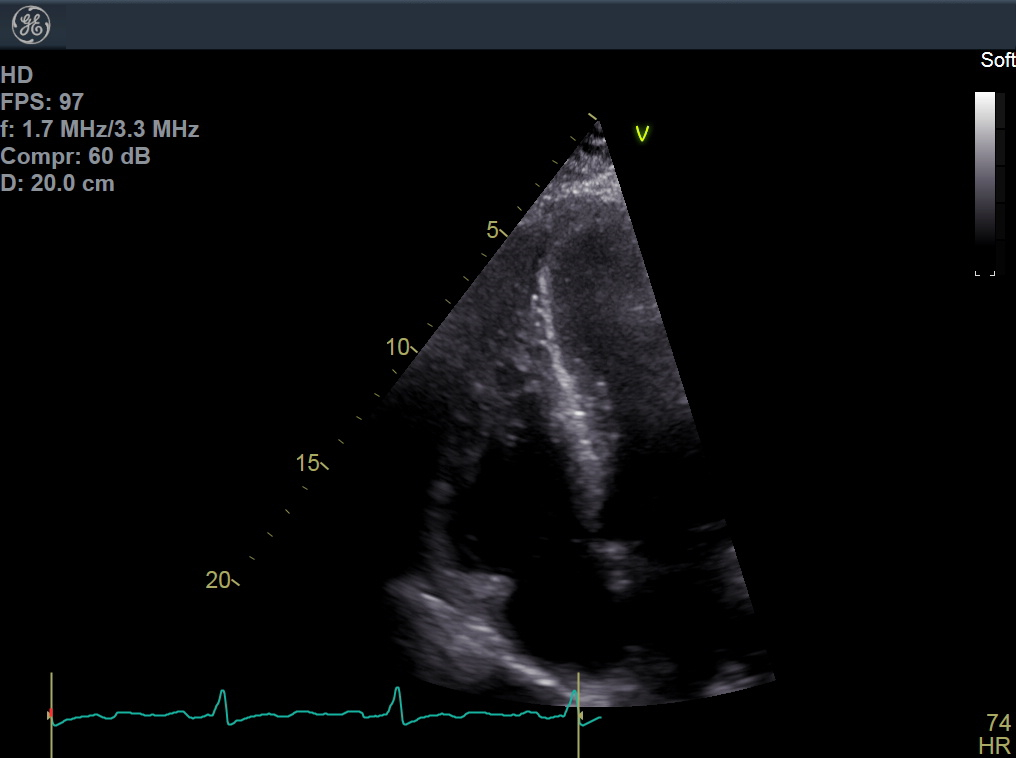 GE
Soft
HD
FPS: 97
f: 1.7 MHz/3.3 MHz
Compr: 60 dB
D: 20.0 cm
V
5
10
15
20
74
HR